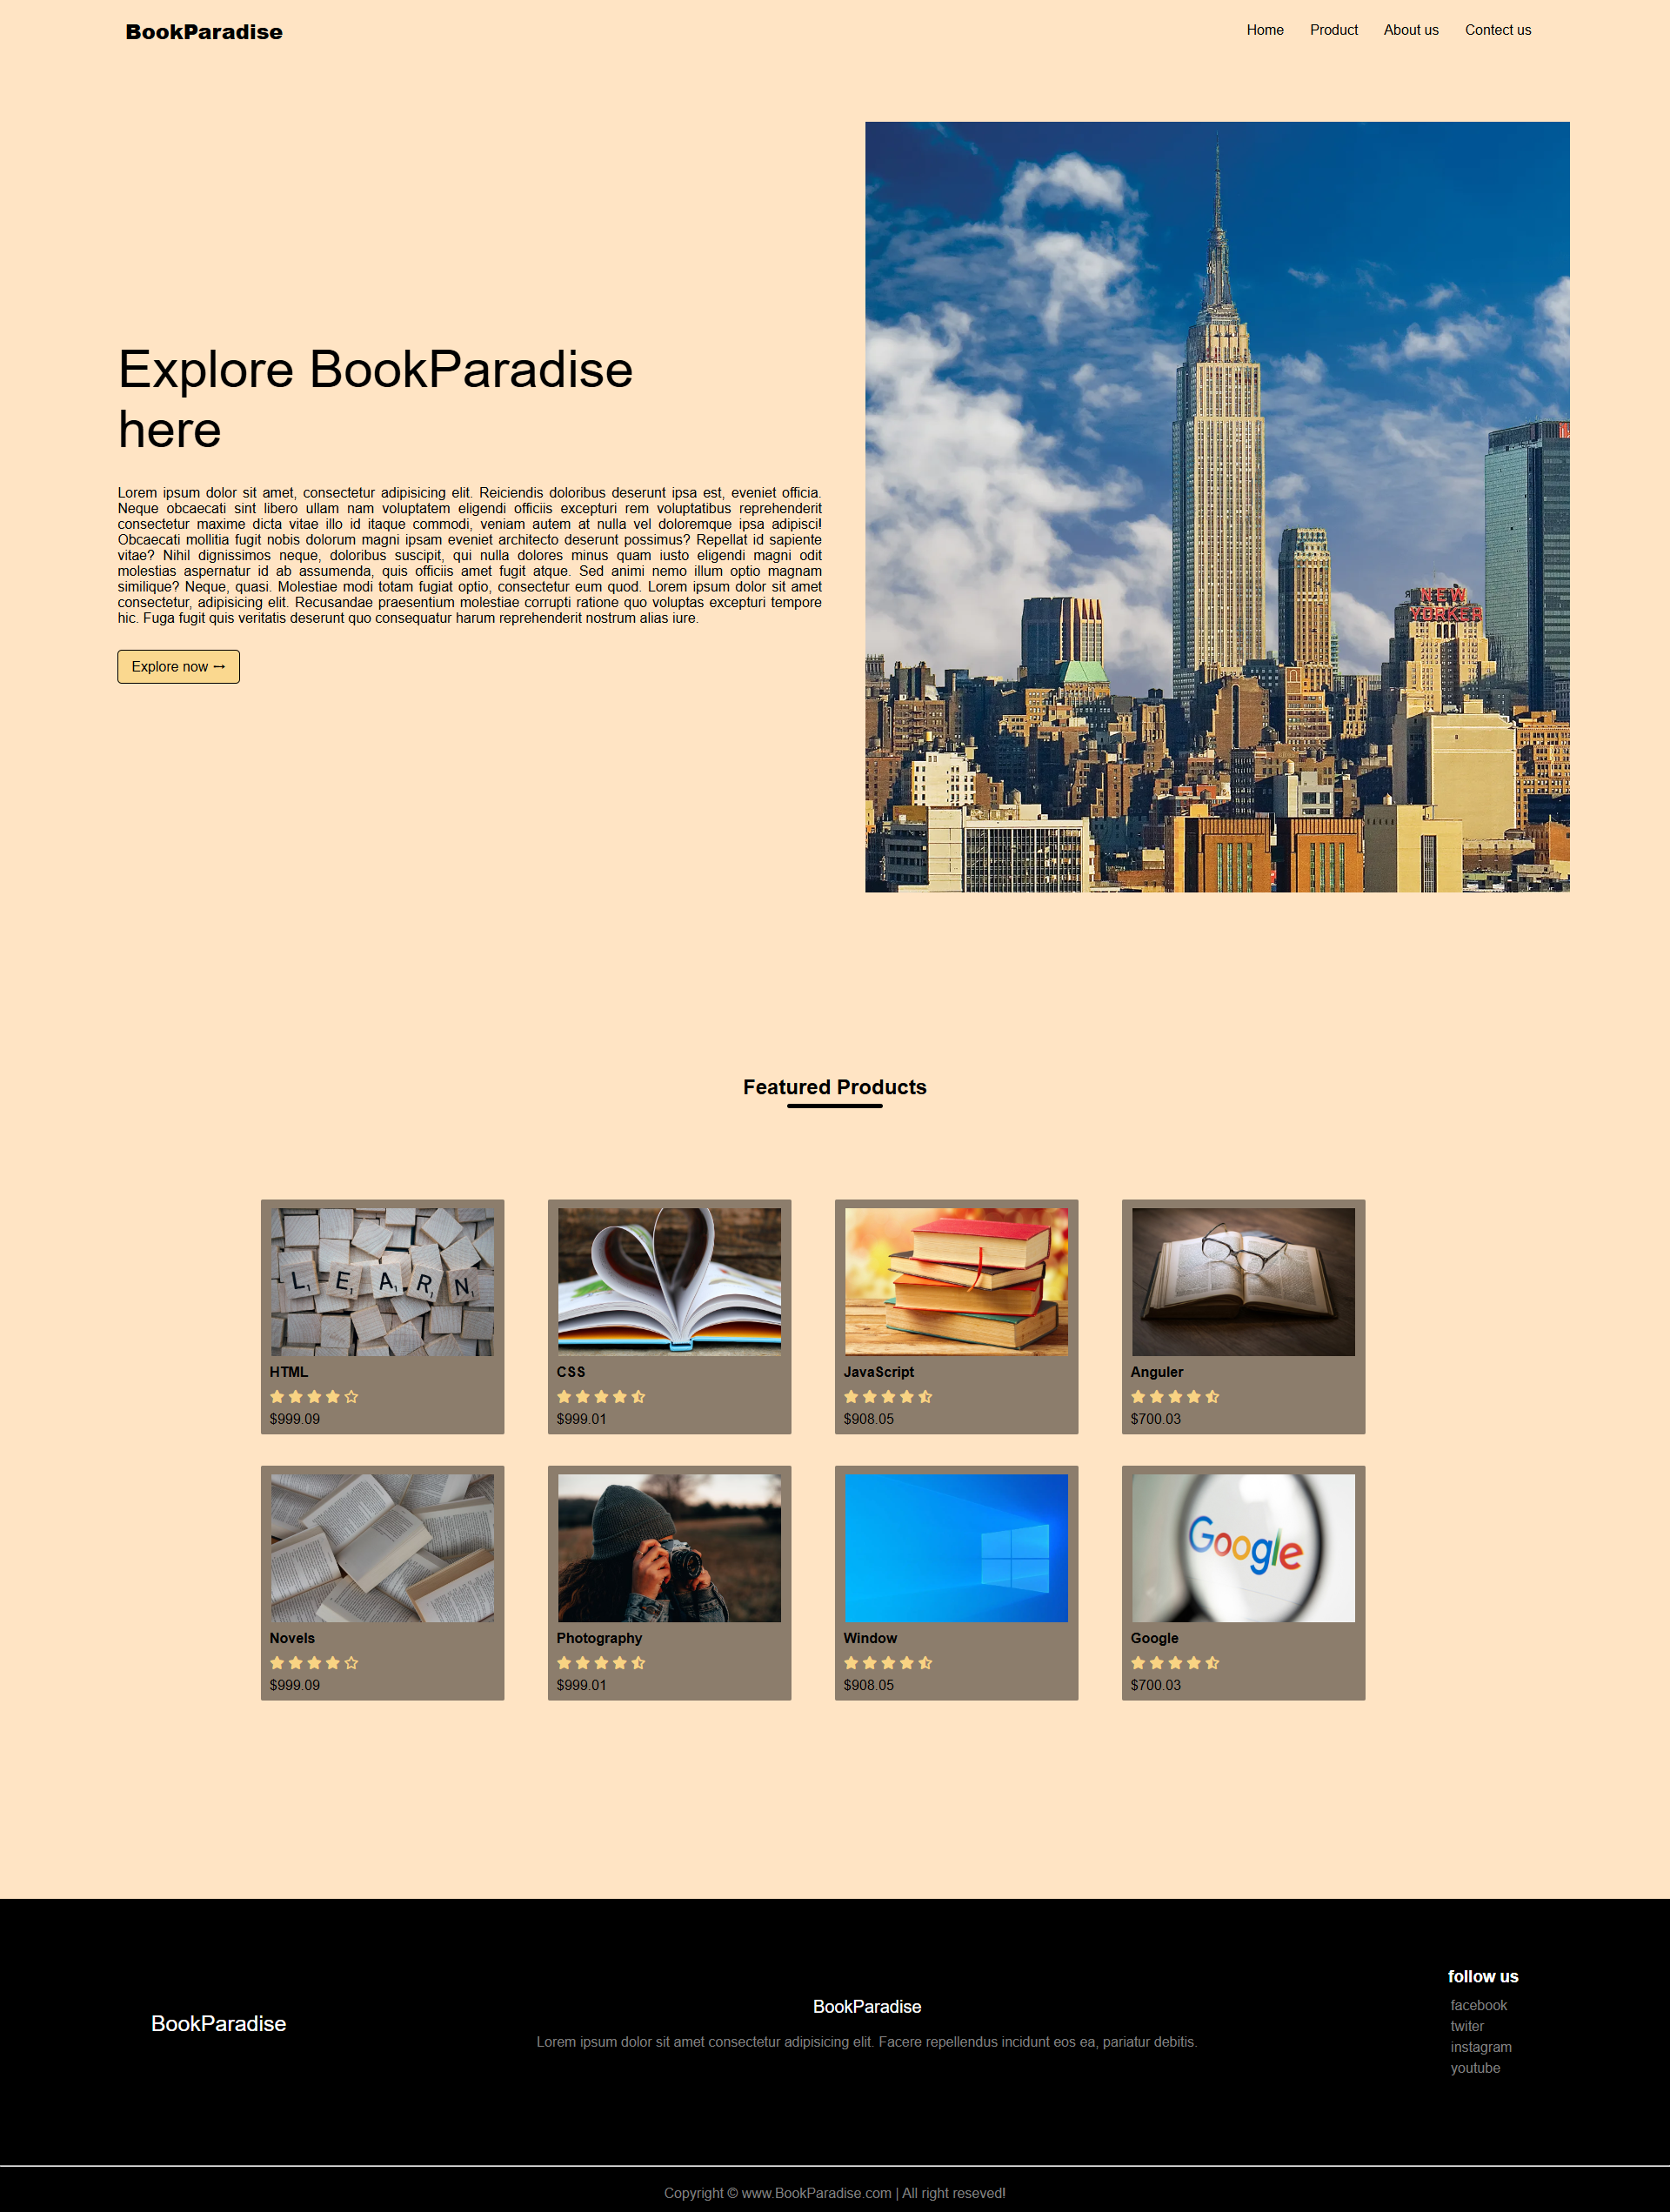 BookParadise
Home Product About us Contect us
Explore BookParadise
here
Lorem ipsum dolor sit amet, consectetur adipisicing elit. Reiciendis doloribus deserunt ipsa est, eveniet officia.
Neque obcaecati sint libero ullam nam voluptatem eligendi officiis excepturi rem voluptatibus reprehenderit
consectetur maxime dicta vitae illo id itaque commodi, veniam autem at nulla vel doloremque ipsa adipisci!
Obcaecati mollitia fugit nobis dolorum magni ipsam eveniet architecto deserunt possimus? Repellat id sapiente
vitae? Nihil dignissimos neque, doloribus suscipit, qui nulla dolores minus quam iusto eligendi magni odit
molestias aspernatur id ab assumenda, quis officiis amet fugit atque. Sed animi nemo illum optio magnam
similique? Neque, quasi. Molestiae modi totam fugiat optio, consectetur eum quod. Lorem ipsum dolor sit amet
consectetur, adipisicing elit. Recusandae praesentium molestiae corrupti ratione quo voluptas excepturi tempore
hic. Fuga fugit quis veritatis deserunt quo consequatur harum reprehenderit nostrum alias iure.
Explore now →
NEW
YORKER
Featured Products
L E A R N
HTML
$999.09
CSS
$999.01
JavaScript
$908.05
Anguler
$700.03
Novels
$999.09
Photography
$999.01
Window
$908.05
Google
Google
$700.03
BookParadise
BookParadise
Lorem ipsum dolor sit amet consectetur adipisicing elit. Facere repellendus incidunt eos ea, pariatur debitis.
follow us
facebook
twiter
instagram
youtube
Copyright © www.BookParadise.com | All right reseved!